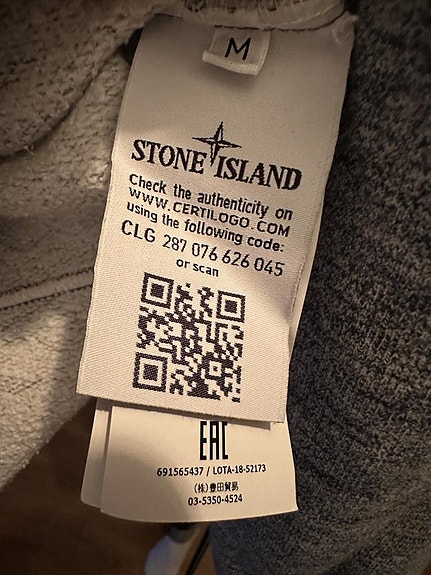 M
STONE ISLAND
Check the authenticity on
WWW.CERTILOGO.COM
using the following code:
CLG 287 076 626 045
or scan
EAC
691565437 / LOTA-18-52173
(株)豊田貿易
03-5350-4524